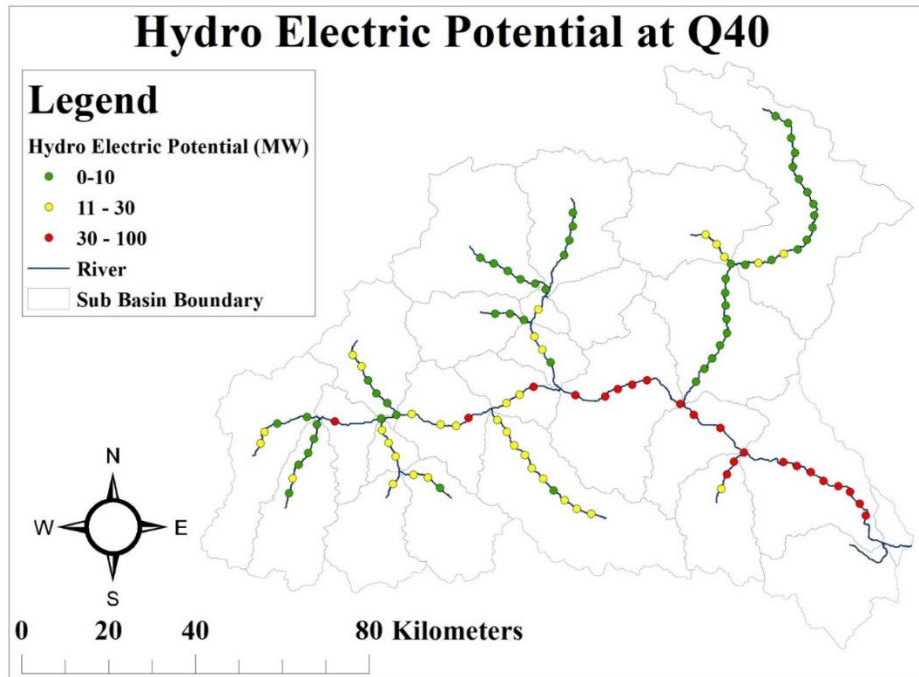 Hydro Electric Potential at Q40
Legend
Hydro Electric Potential (MW)
0-10
11 - 30
30 - 100
River
Sub Basin Boundary
N
W E
S
0 20 40 80 Kilometers